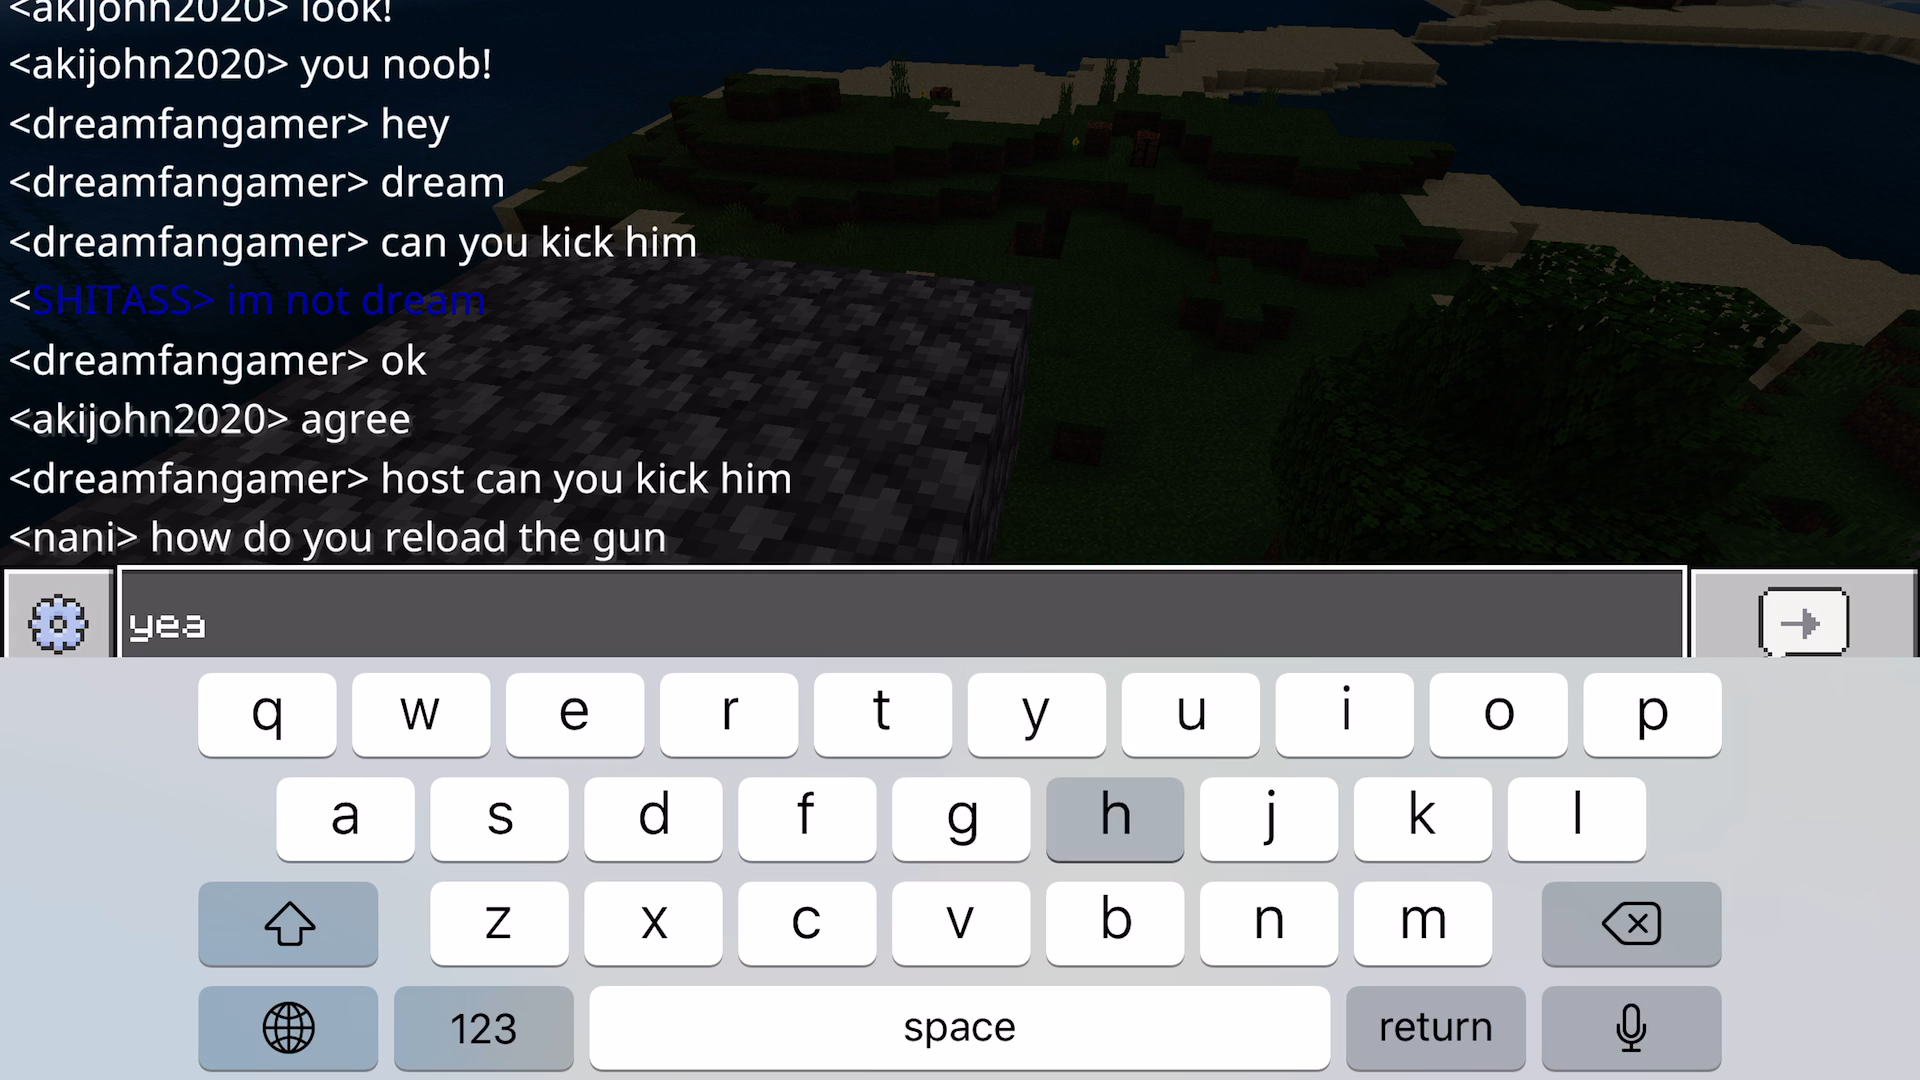 <akijohn2020> look!
<akijohn2020> you noob!
<dreamfangamer> hey
<dreamfangamer> dream
<dreamfangamer> can you kick him
<SHITASS> im not dream
<dreamfangamer> ok
<akijohn2020> agree
<dreamfangamer> host can you kick him
<nani> how do you reload the gun
yea
q w e r t y u i o p
a s d f g h j k l
z x c v b n m
123 space return